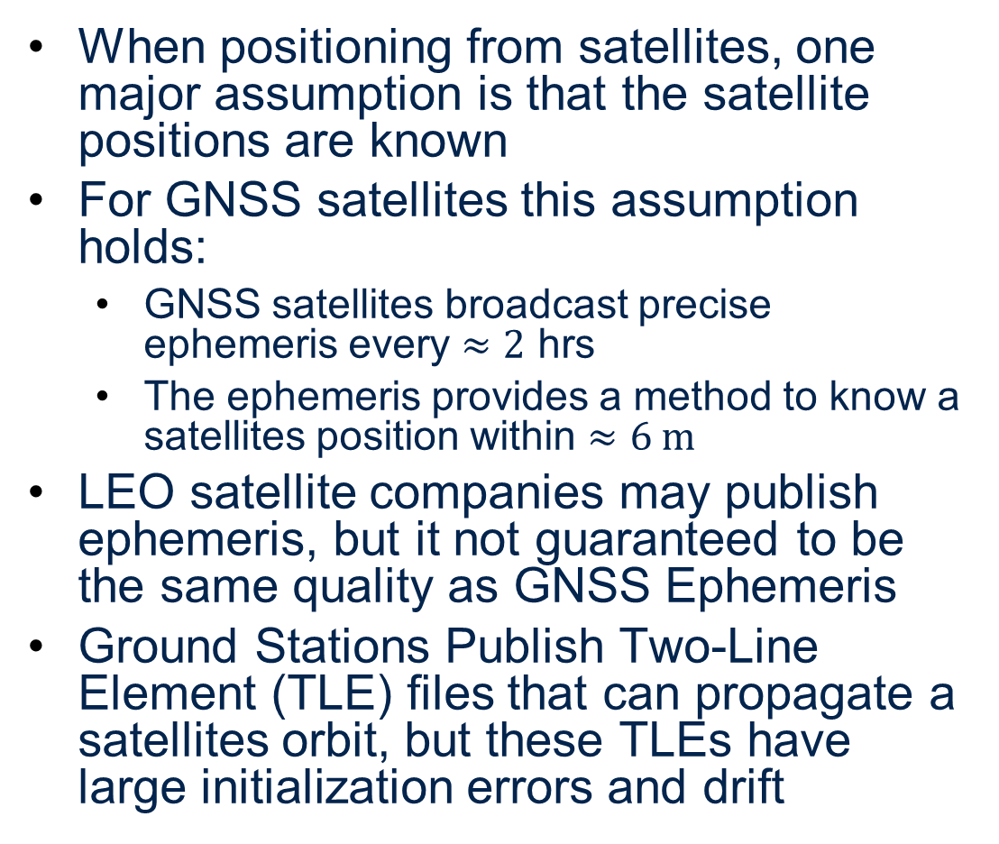 • When positioning from satellites, one
major assumption is that the satellite
positions are known
• For GNSS satellites this assumption
holds:
• GNSS satellites broadcast precise
ephemeris every ≈ 2 hrs
• The ephemeris provides a method to know a
satellites position within ≈ 6 m
• LEO satellite companies may publish
ephemeris, but it not guaranteed to be
the same quality as GNSS Ephemeris
• Ground Stations Publish Two-Line
Element (TLE) files that can propagate a
satellites orbit, but these TLEs have
large initialization errors and drift